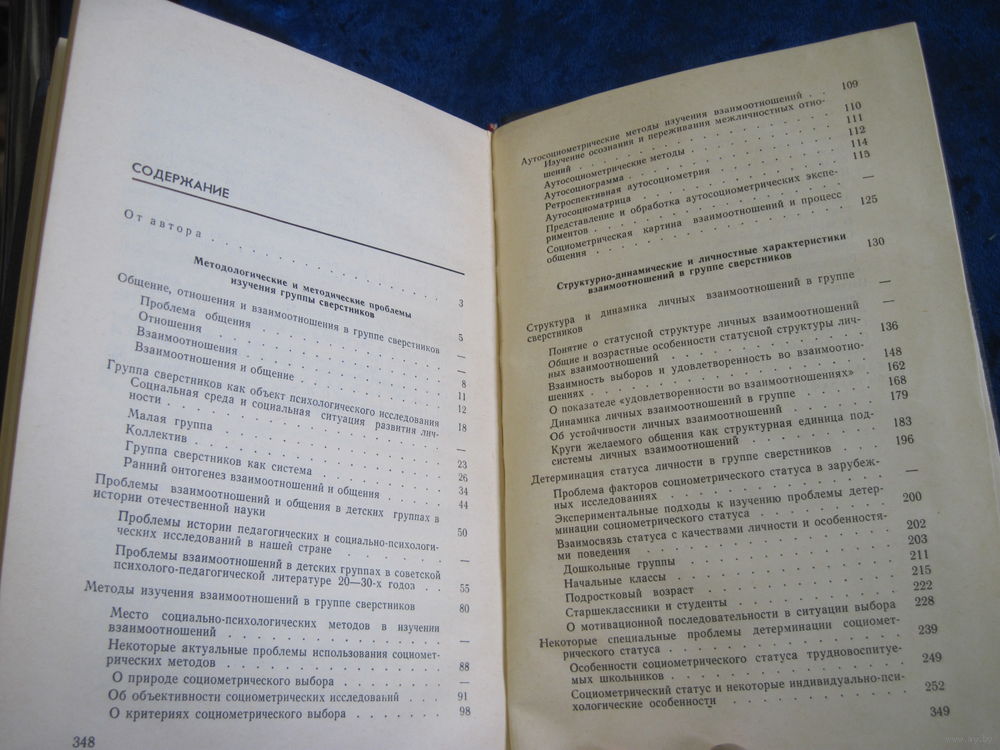 СОДЕРЖАНИЕ
От автора . . . . . . . . . . . . 3
Методологические и методические проблемы
изучения группы сверстников
Общение, отношения и взаимоотношения в группе сверстников 5
Проблема общения . . . . . . . . . —
Отношения . . . . . . . . . . 8
Взаимоотношения . . . . . . . . . 11
Взаимоотношения и общение . . . . . . . 12
Группа сверстников как объект психологического исследования 18
Социальная среда и социальная ситуация развития лич-
ности . . . . . . . . . . . —
Малая группа . . . . . . . . . . 23
Коллектив . . . . . . . . . . . 26
Группа сверстников как система . . . . . . 34
Ранний онтогенез взаимоотношений и общения . . . . 44
Проблемы взаимоотношений и общения в детских группах в
истории отечественной науки . . . . . . . 50
Проблемы истории педагогических и социально-психологи-
ческих исследований в нашей стране . . . . . —
Проблемы взаимоотношений в детских группах в советской
психолого-педагогической литературе 20—30-х годоз . . 55
Методы изучения взаимоотношений в группе сверстников 80
Место социально-психологических методов в изучении
взаимоотношений . . . . . . . . . —
Некоторые актуальные проблемы использования социомет-
рических методов . . . . . . . . . 88
О природе социометрического выбора . . . . . —
Об объективности социометрических исследований . . . 91
О критериях социометрического выбора . . . . . 98
348
Аутосоциометрические методы изучения взаимоотношений . . 109
Изучение осознания и переживания межличностных отно-
шений . . . . . . . . . . . 110
Аутосоциометрические методы . . . . . . . 111
Аутосоциограмма . . . . . . . . . 112
Ретроспективная аутосоциометрия . . . . . . 114
Аутосоциоматрица . . . . . . . . . 115
Представление и обработка аутосоциометрических экспе-
риментов . . . . . . . . . . . —
Социометрическая картина взаимоотношений и процесс
общения . . . . . . . . . . . 125
Структурно-динамические и личностные характеристики
взаимоотношений в группе сверстников 130
Структура и динамика личных взаимоотношений в группе
сверстников . . . . . . . . . . —
Понятие о статусной структуре личных взаимоотношений —
Общие и возрастные особенности статусной структуры лич-
ных взаимоотношений . . . . . . . . 136
Взаимность выборов и удовлетворенность во взаимоотно-
шениях . . . . . . . . . . . 148
О показателе «удовлетворенности во взаимоотношениях» 162
Динамика личных взаимоотношений в группе . . . . 168
Об устойчивости личных взаимоотношений . . . . 179
Круги желаемого общения как структурная единица под-
системы личных взаимоотношений . . . . . . 183
Детерминация статуса личности в группе сверстников . . . 196
Проблема факторов социометрического статуса в зарубеж-
ных исследованиях . . . . . . . . . —
Экспериментальные подходы к изучению проблемы детер-
минации социометрического статуса . . . . . . 200
Взаимосвязь статуса с качествами личности и особенностя-
ми поведения . . . . . . . . . . 202
Дошкольные группы . . . . . . . . 203
Начальные классы . . . . . . . . . 211
Подростковый возраст . . . . . . . . 215
Старшеклассники и студенты . . . . . . . 222
О мотивационной последовательности в ситуации выбора 228
Некоторые специальные проблемы детерминации социомет-
рического статуса . . . . . . . . . 239
Особенности социометрического статуса трудновоспитуе-
мых школьников . . . . . . . . . 249
Социометрический статус и некоторые индивидуально-пси-
хологические особенности . . . . . . . 252
349
www.ay.by